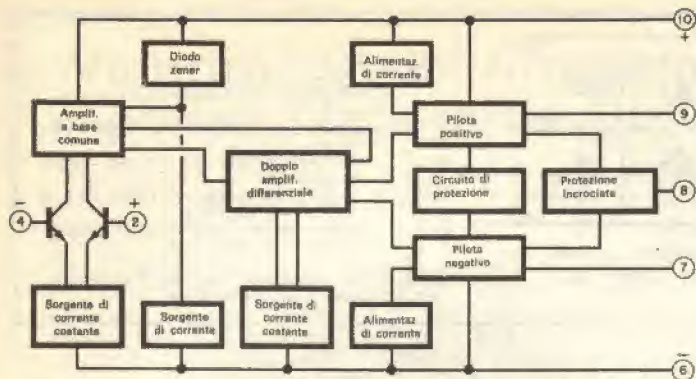 10
+
Diodo
zener
Alimentaz
di corrente
Amplif.
a base
comune
Pilota
positivo
9
Doppio
amplif.
differenziale
Circuito di
protezione
Protezione
incrociata
8
−
4
+
2
Pilota
negativo
7
Sorgente di
corrente
costante
Sorgente
di corrente
Sorgente di
corrente
costante
Alimentaz
di corrente
−
6